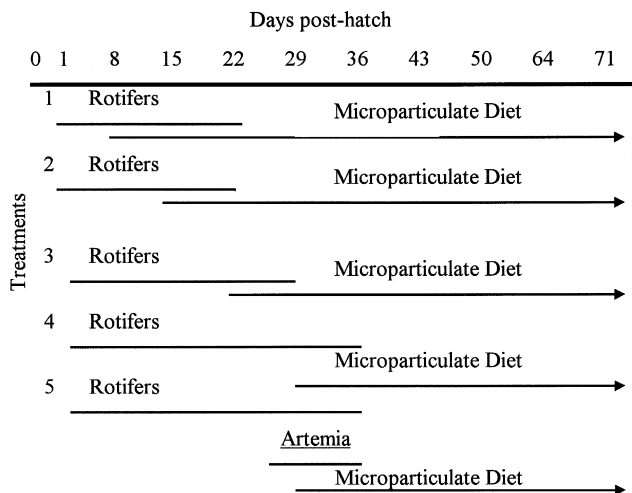 Days post-hatch
0 1 8 15 22 29 36 43 50 64 71
1 Rotifers
Microparticulate Diet
2 Rotifers
Microparticulate Diet
Treatments
3 Rotifers
Microparticulate Diet
4 Rotifers
Microparticulate Diet
5 Rotifers
Artemia
Microparticulate Diet